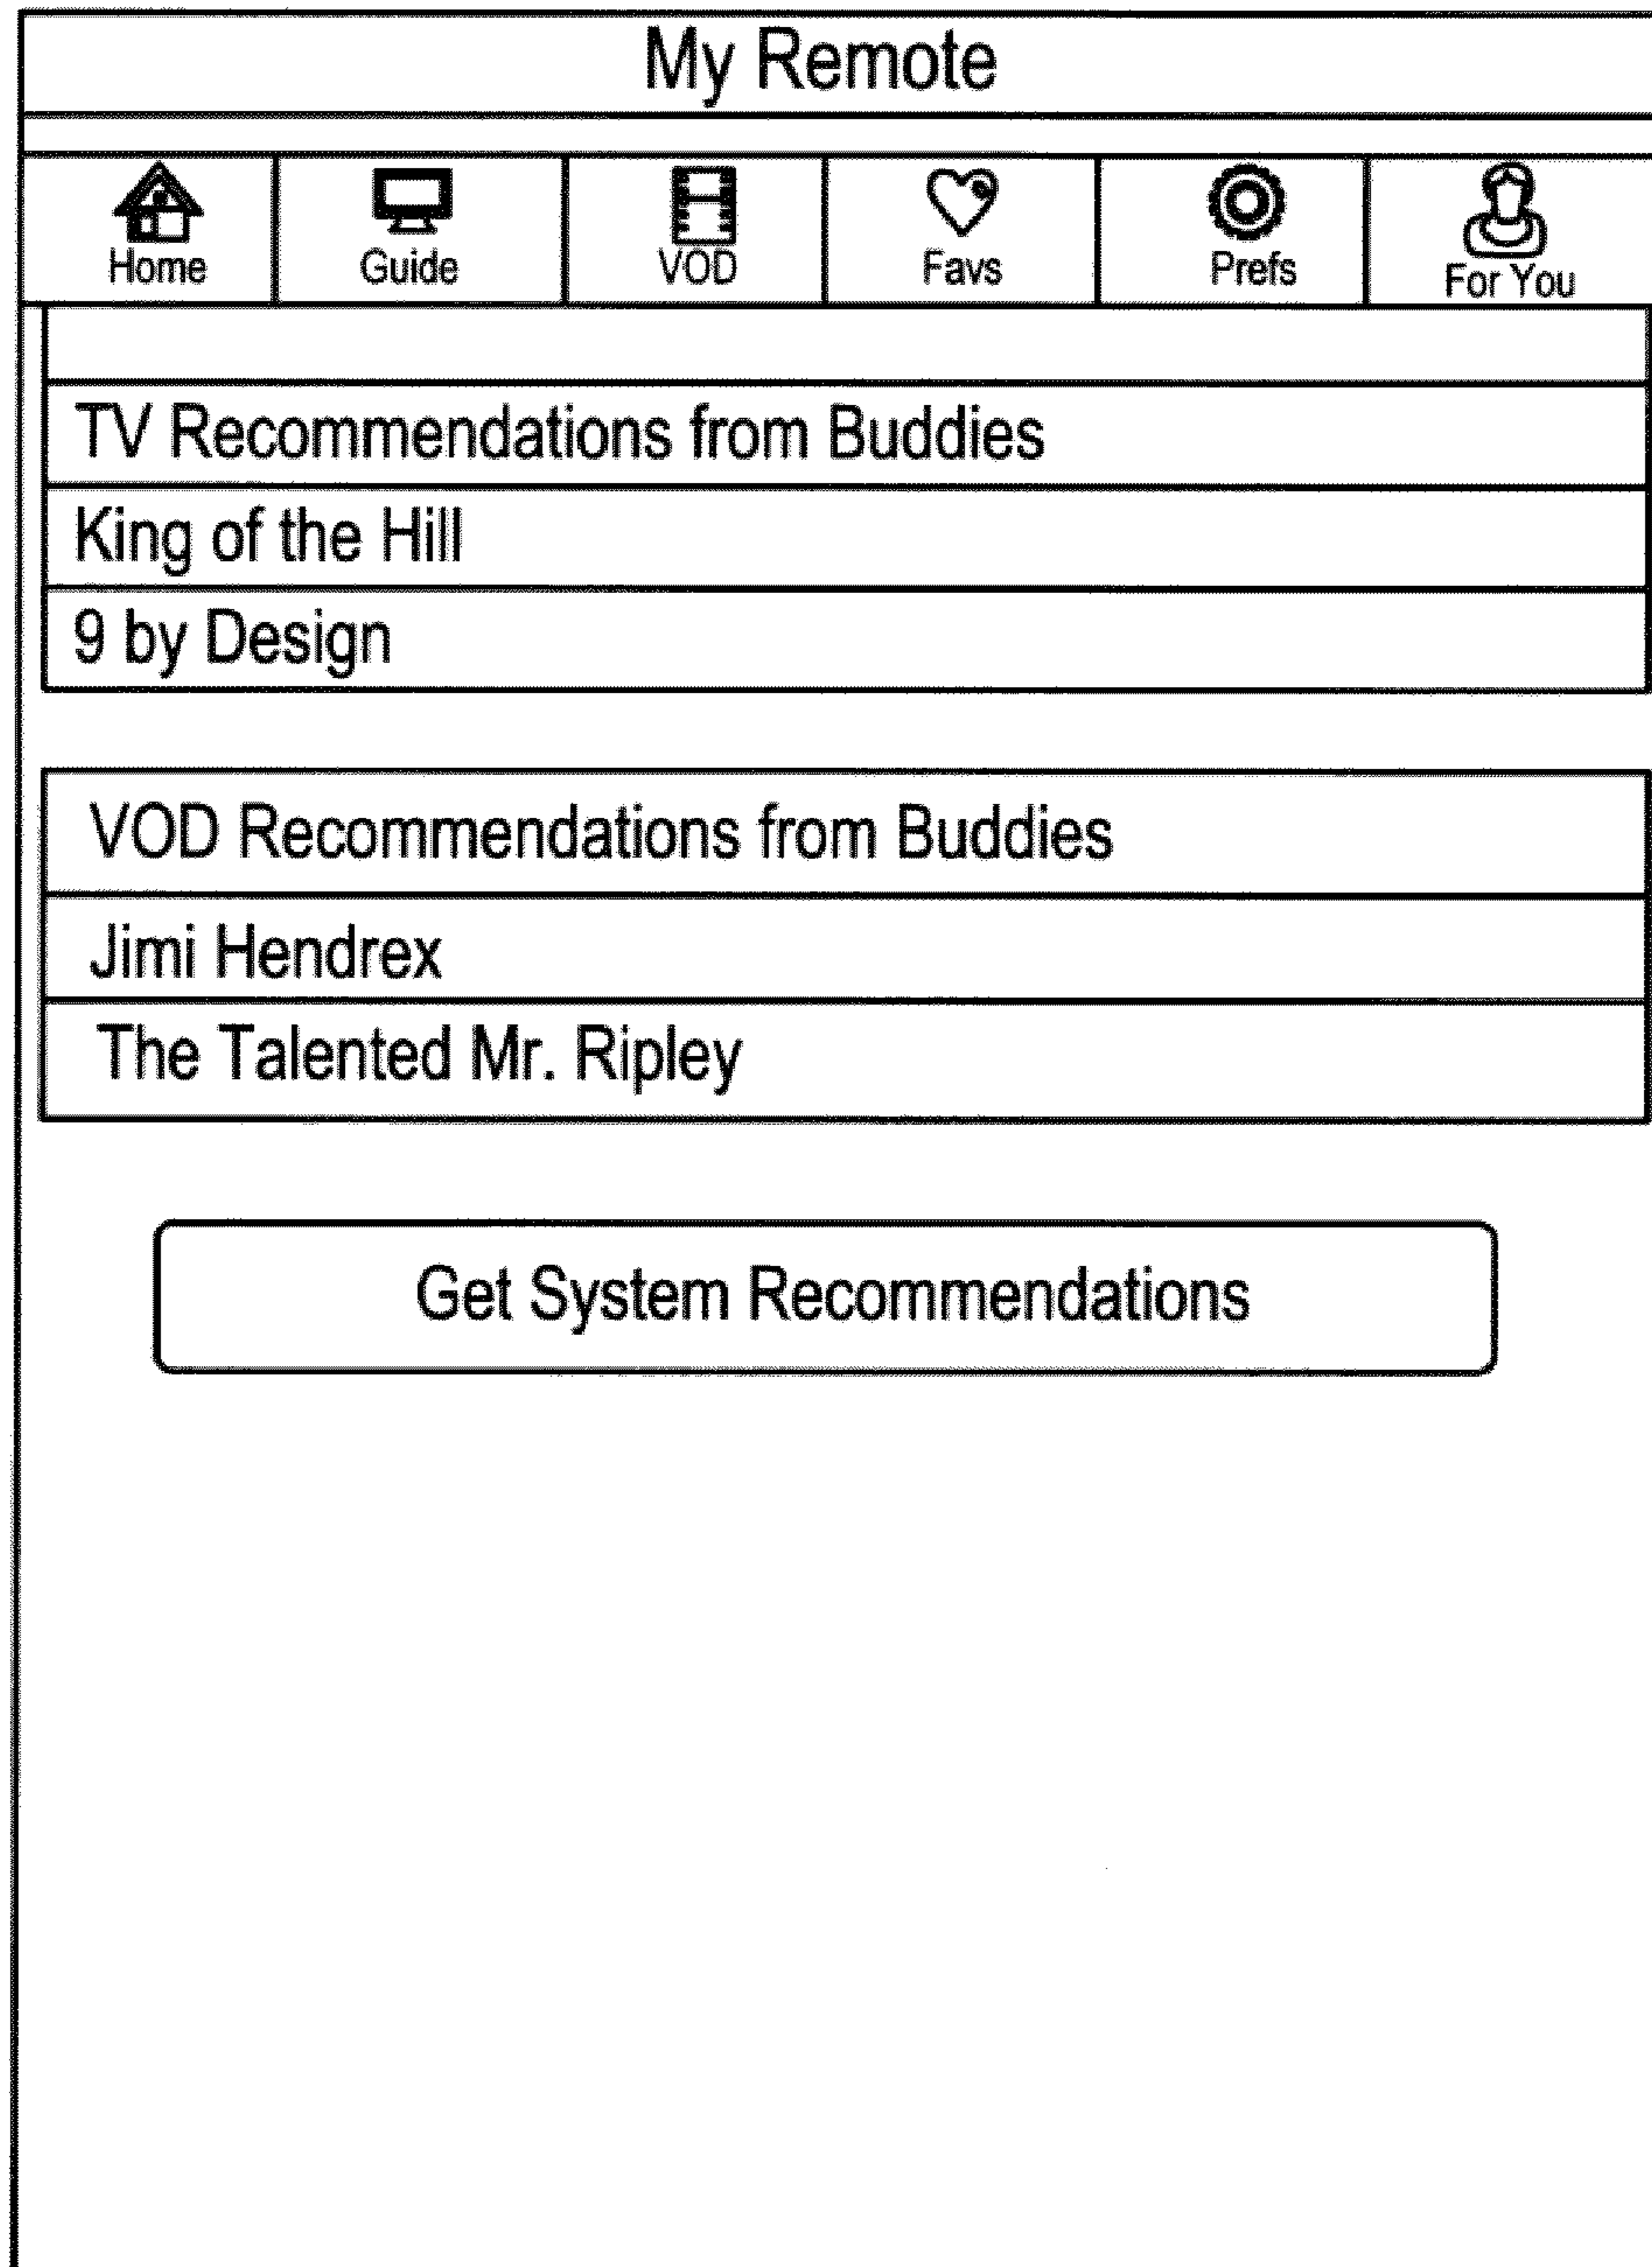 My Remote
Home Guide VOD Favs Prefs For You
TV Recommendations from Buddies
King of the Hill
9 by Design
VOD Recommendations from Buddies
Jimi Hendrex
The Talented Mr. Ripley
Get System Recommendations